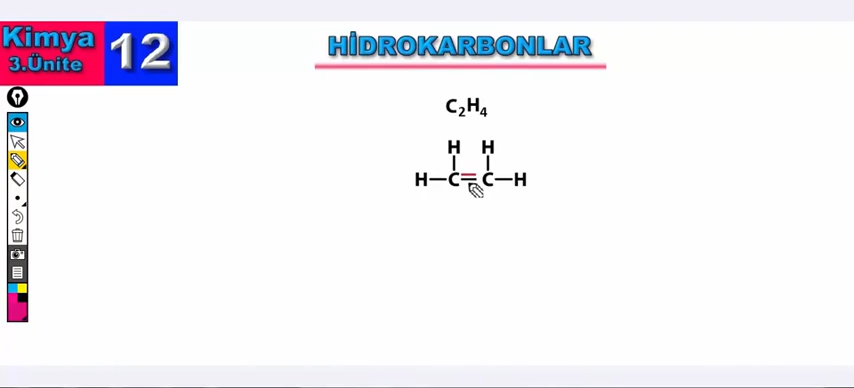 Kimya
3.Ünite
12
HİDROKARBONLAR
C₂H₄
H H
H–C=C–H